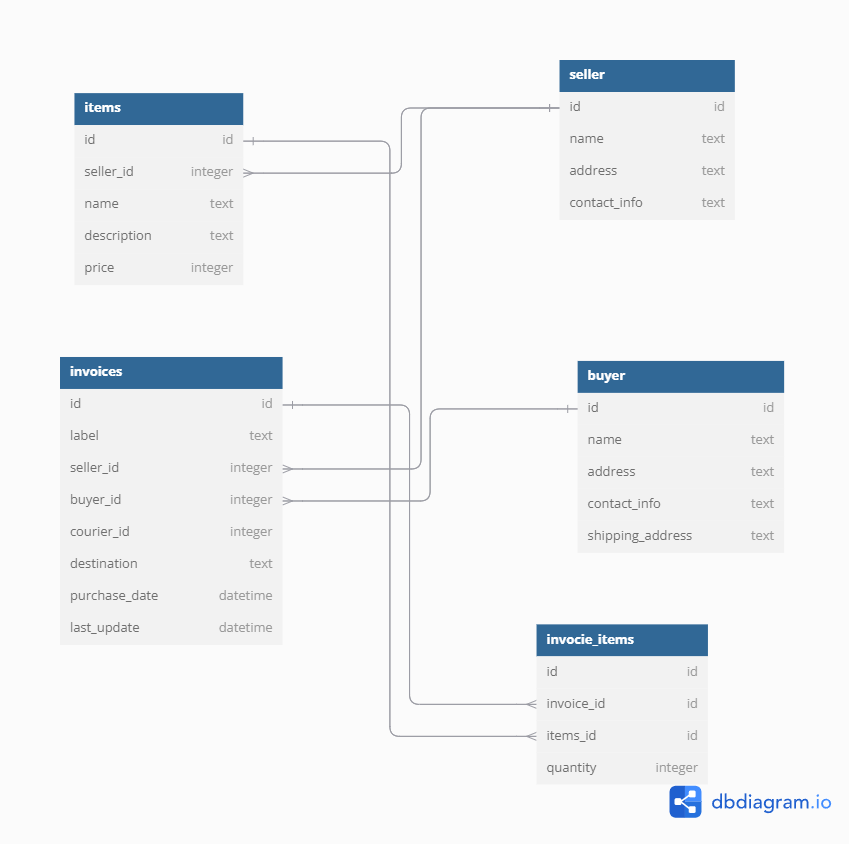 items
id id
seller_id integer
name text
description text
price integer
seller
id id
name text
address text
contact_info text
invoices
id id
label text
seller_id integer
buyer_id integer
courier_id integer
destination text
purchase_date datetime
last_update datetime
buyer
id id
name text
address text
contact_info text
shipping_address text
invocie_items
id id
invoice_id id
items_id id
quantity integer
dbdiagram.io